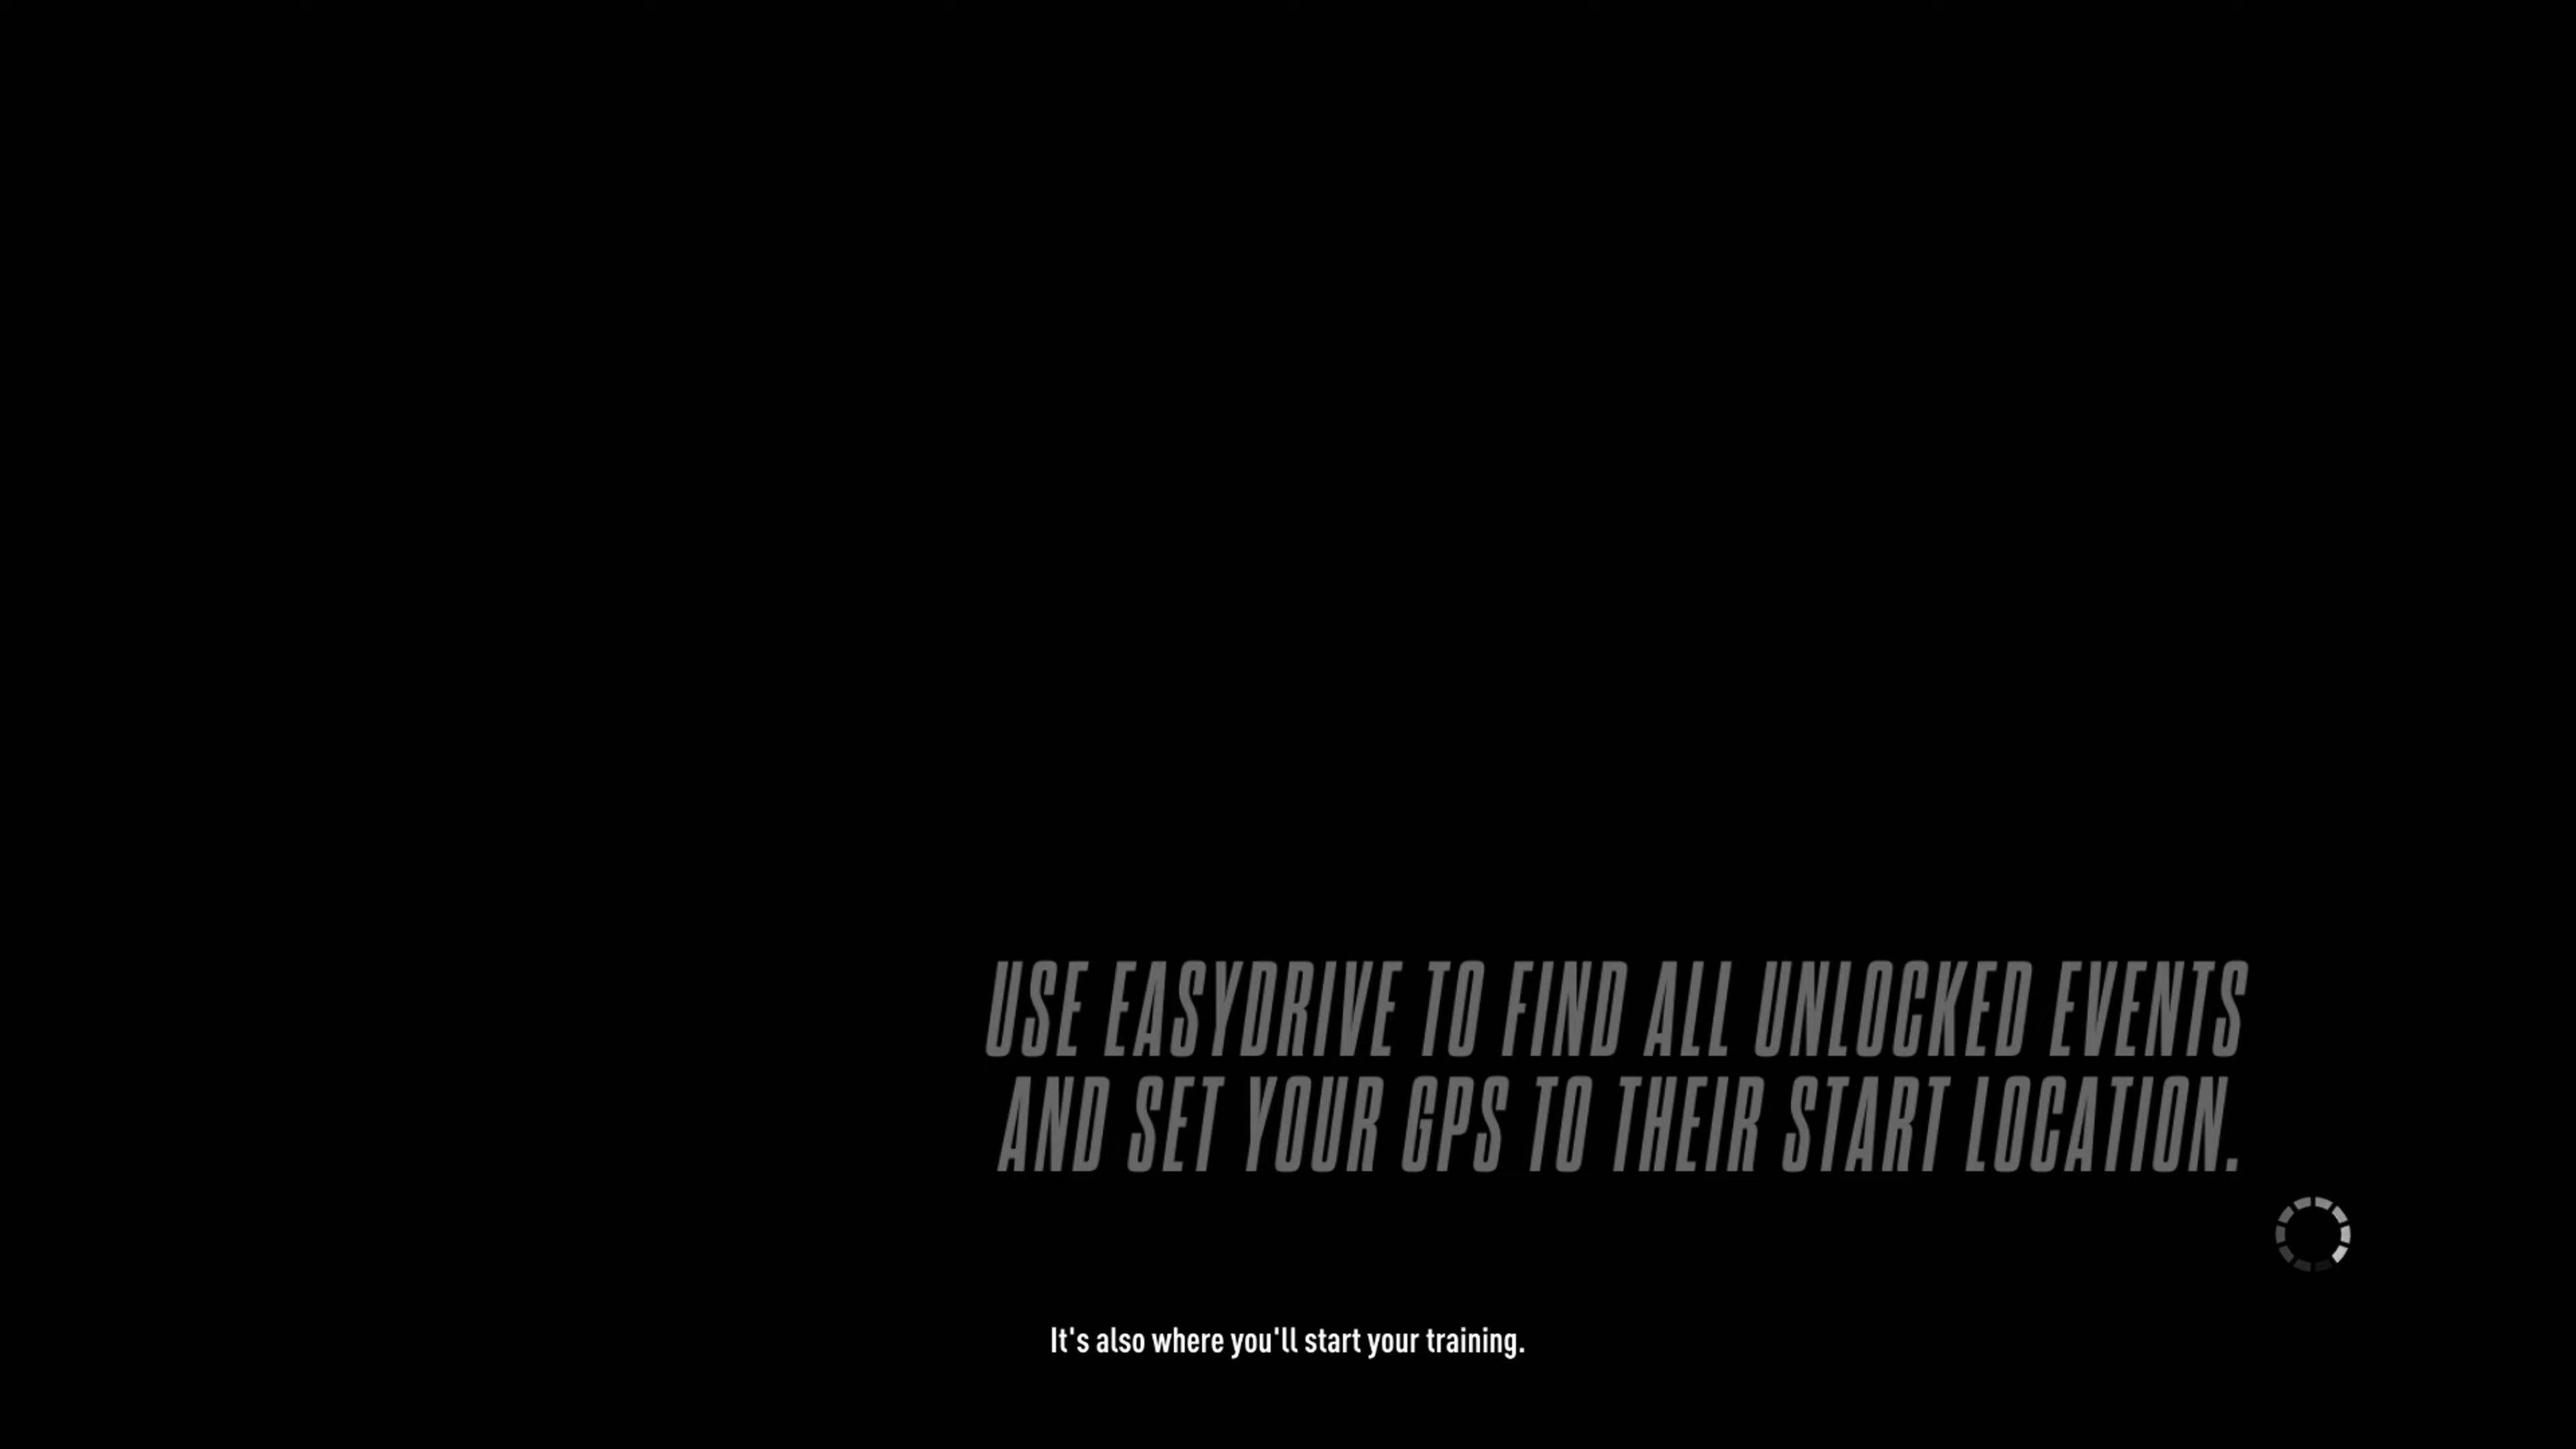 USE EASYDRIVE TO FIND ALL UNLOCKED EVENTS
AND SET YOUR GPS TO THEIR START LOCATION.
It's also where you'll start your training.